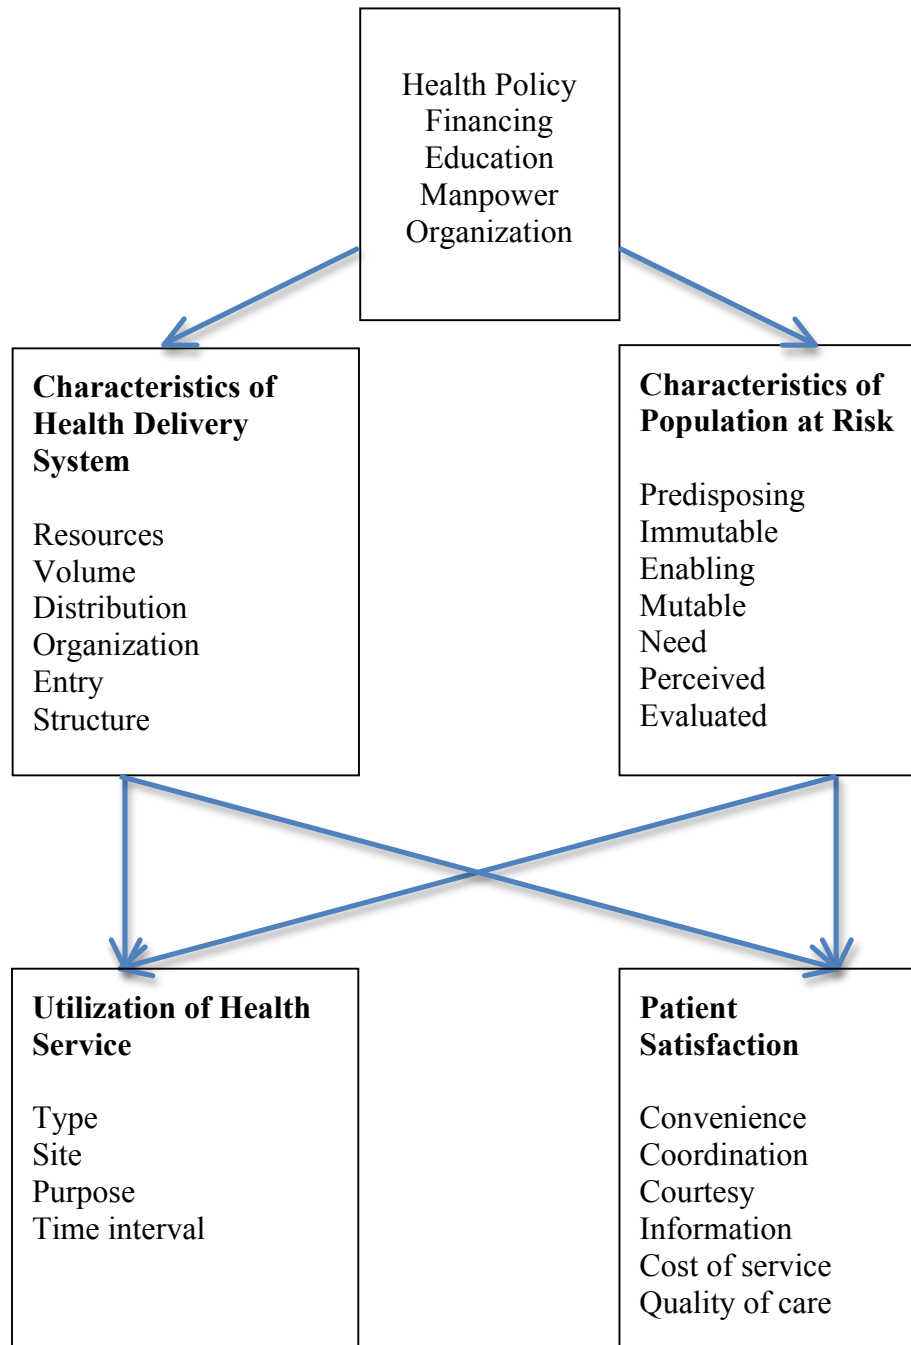 Health Policy
Financing
Education
Manpower
Organization
Characteristics of
Health Delivery
System
Resources
Volume
Distribution
Organization
Entry
Structure
Characteristics of
Population at Risk
Predisposing
Immutable
Enabling
Mutable
Need
Perceived
Evaluated
Utilization of Health
Service
Type
Site
Purpose
Time interval
Patient
Satisfaction
Convenience
Coordination
Courtesy
Information
Cost of service
Quality of care